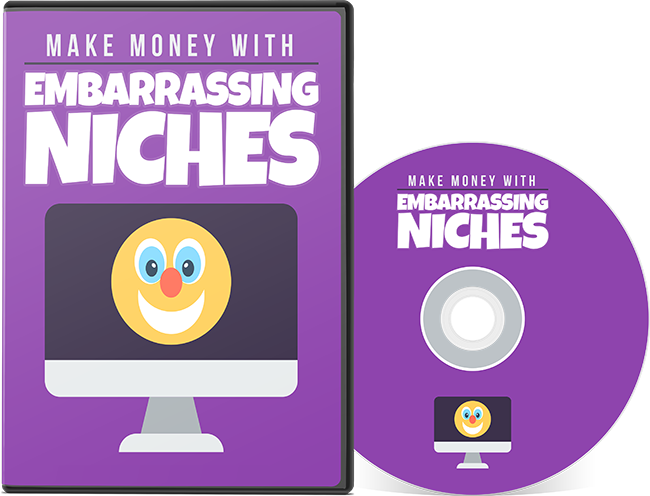 MAKE MONEY WITH
EMBARRASSING
NICHES
MAKE MONEY WITH
EMBARRASSING
NICHES